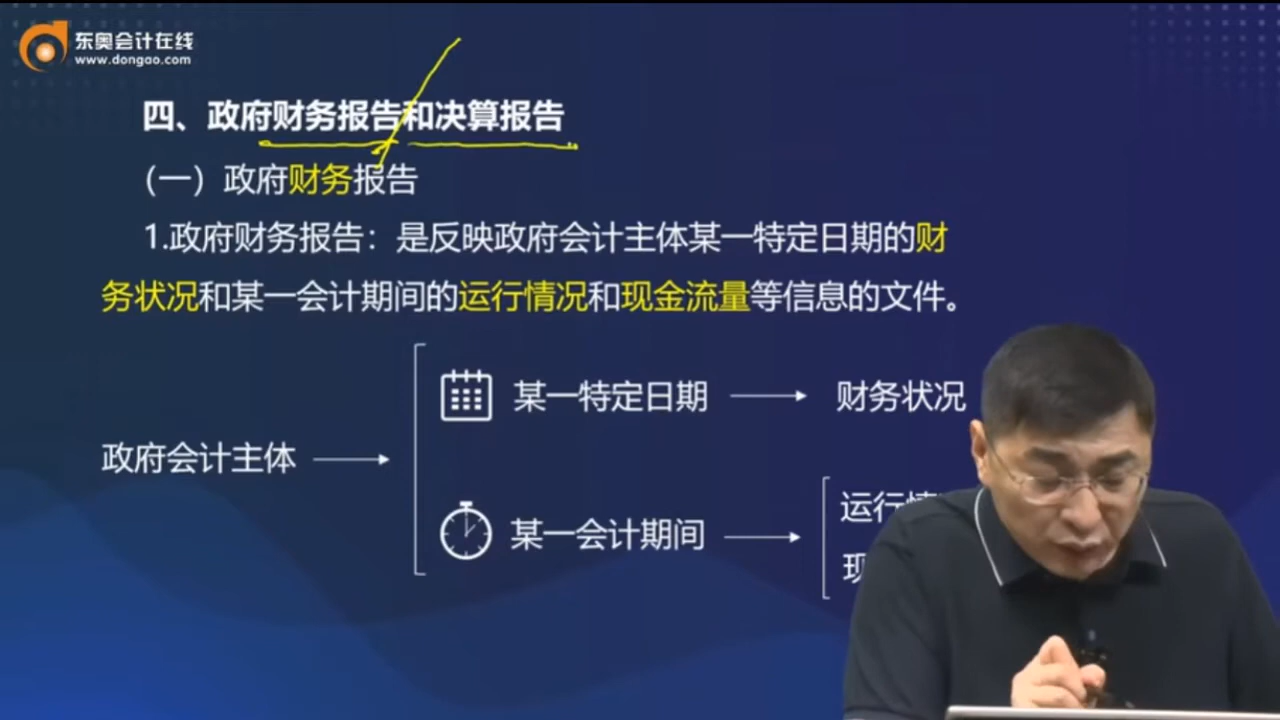 东奥会计在线
www.dongao.com
四、政府财务报告和决算报告
（一）政府财务报告
1.政府财务报告：是反映政府会计主体某一特定日期的财
务状况和某一会计期间的运行情况和现金流量等信息的文件。
某一特定日期
财务状况
政府会计主体
运行
某一会计期间